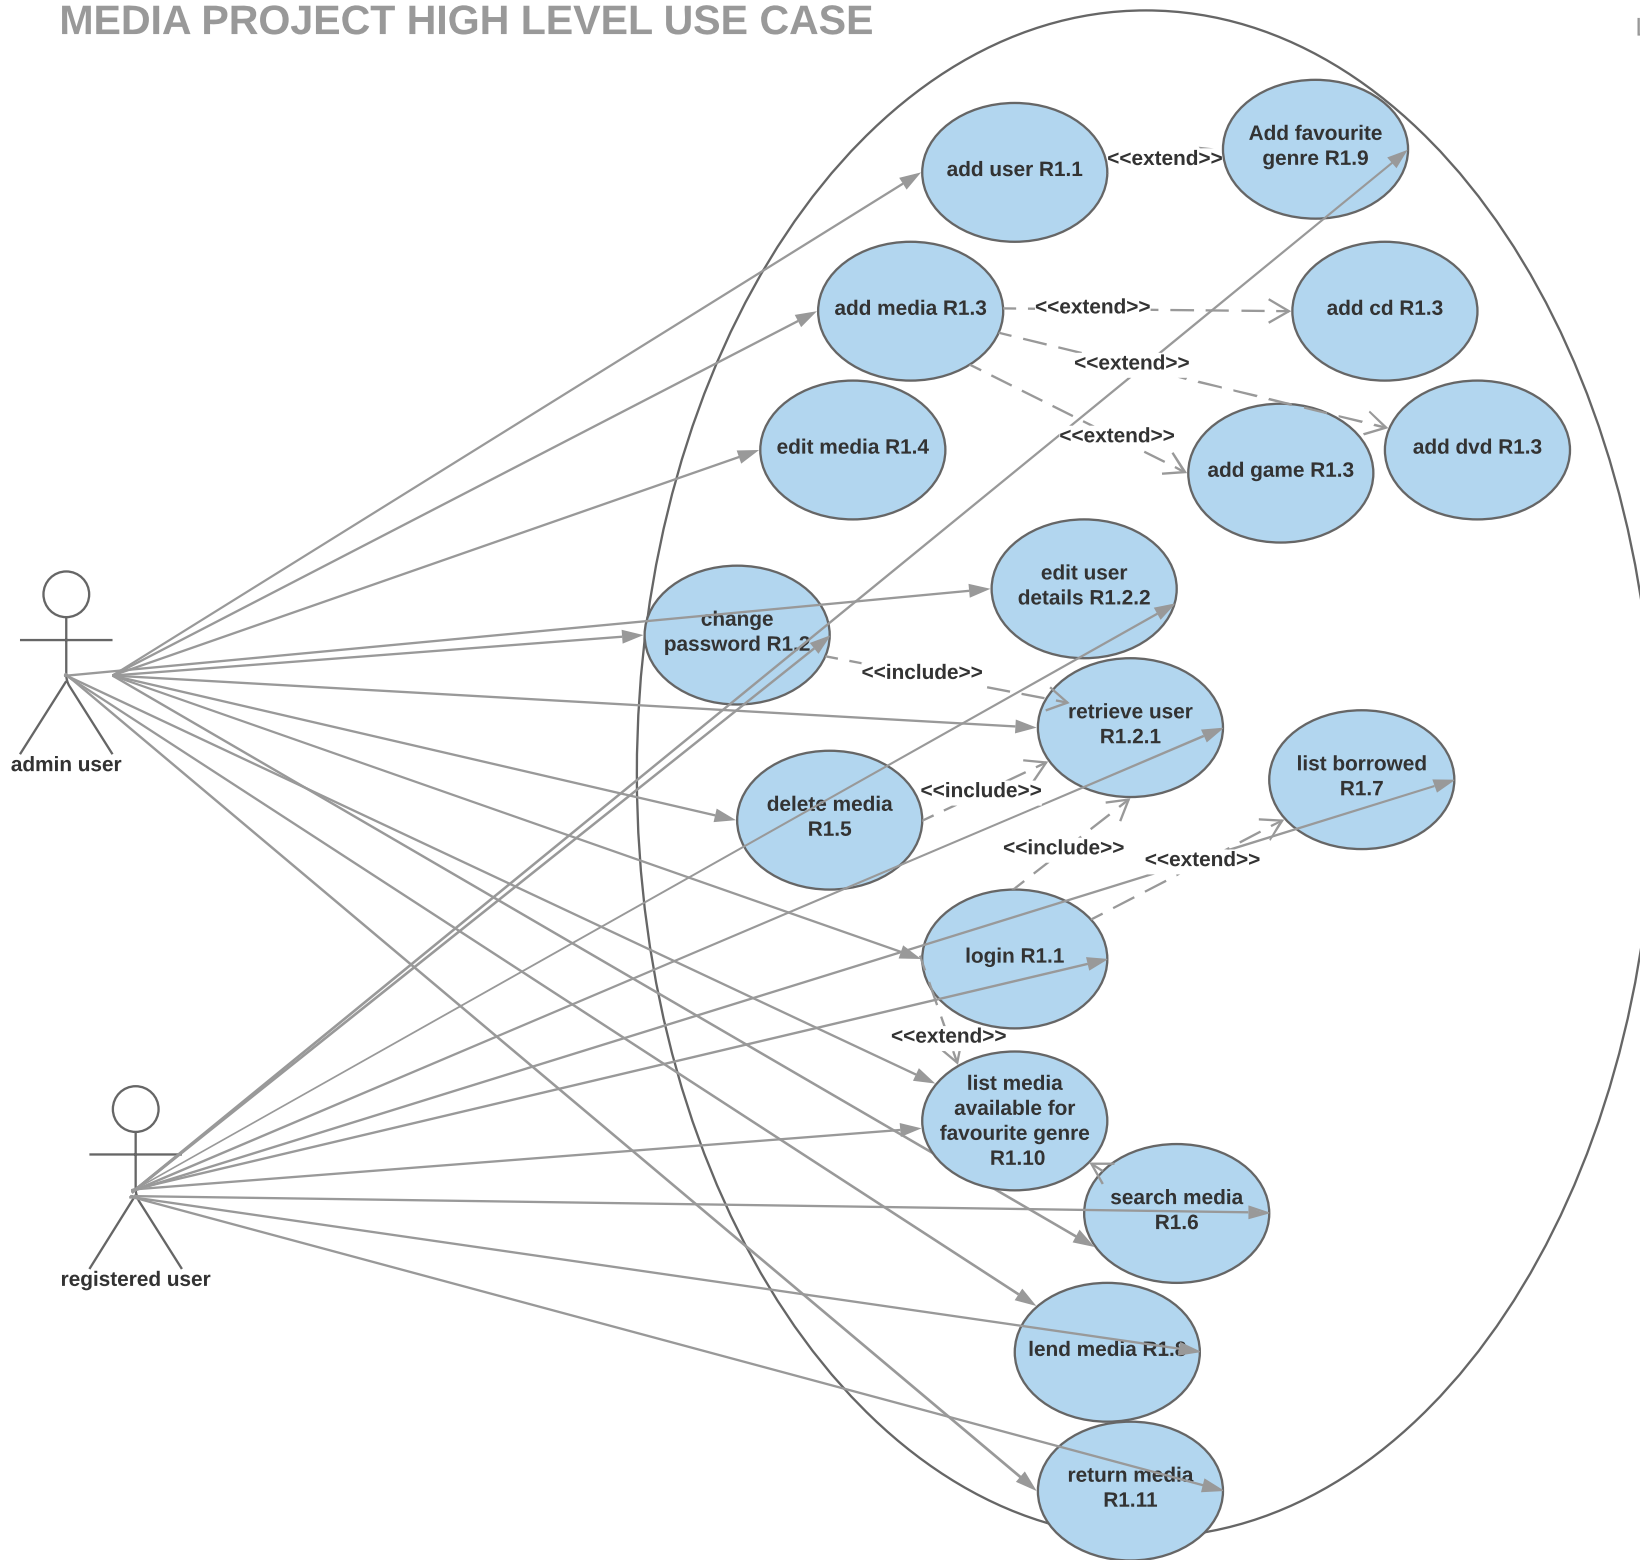 MEDIA PROJECT HIGH LEVEL USE CASE
Add favourite
genre R1.9
add user R1.1
<<extend>>
add media R1.3
<<extend>>
add cd R1.3
<<extend>>
edit media R1.4
<<extend>>
add game R1.3
add dvd R1.3
edit user
details R1.2.2
change
password R1.2
<<include>>
retrieve user
R1.2.1
admin user
list borrowed
R1.7
<<include>>
delete media
R1.5
<<include>>
<<extend>>
login R1.1
<<extend>>
list media
available for
favourite genre
R1.10
search media
R1.6
registered user
lend media R1.8
return media
R1.11